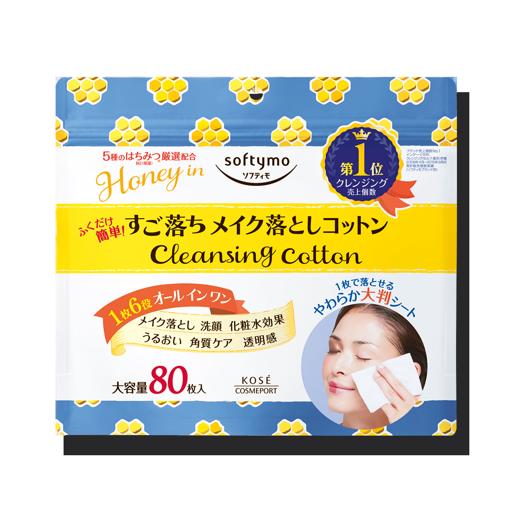 5種のはちみつ厳選配合
Honey in
softymo
ソフティモ
第1位
クレンジング
売上個数
ふくだけ
簡単!
すご落ちメイク落としコットン
Cleansing Cotton
1枚6役 オールインワン
メイク落とし 洗顔 化粧水効果
うるおい 角質ケア 透明感
大容量80枚入
KOSÉ
COSMEPORT
1枚で落とせる
やわらか大判シート